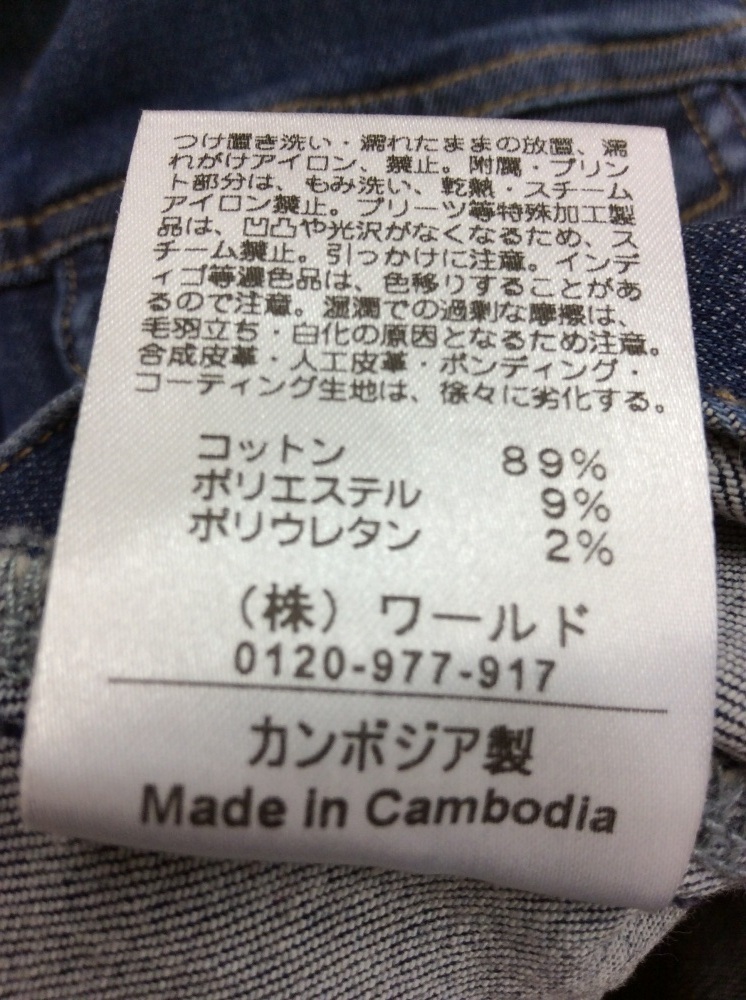 つけ置き洗い・濡れたままの放置、濡
れがけアイロン、禁止。附属・プリン
ト部分は、もみ洗い、乾熱・スチーム
アイロン禁止。プリーツ等特殊加工製
品は、凹凸や光沢がなくなるため、ス
チーム禁止。引っかけに注意。インデ
ィゴ等濃色品は、色移りすることがあ
るので注意。湿潤での過剰な摩擦は、
毛羽立ち・白化の原因となるため注意。
合成皮革・人工皮革・ボンディング・
コーティング生地は、徐々に劣化する。
コットン 89%
ポリエステル 9%
ポリウレタン 2%
（株）ワールド
0120-977-917
カンボジア製
Made in Cambodia